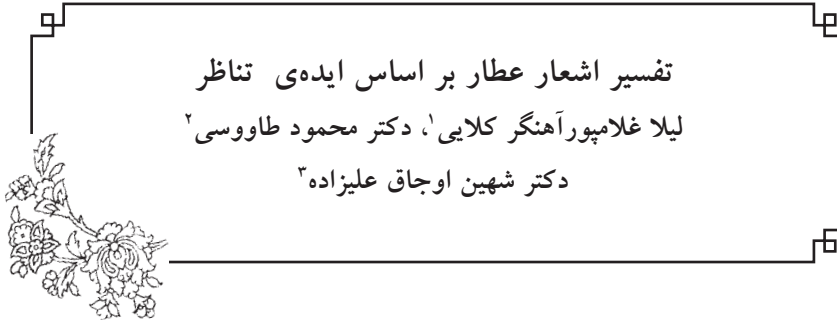 تفسیر اشعار عطار بر اساس ایده‌ی تناظر
لیلا غلامپورآهنگر کلایی۱، دکتر محمود طاووسی۲
دکتر شهین اوجاق علیزاده۳